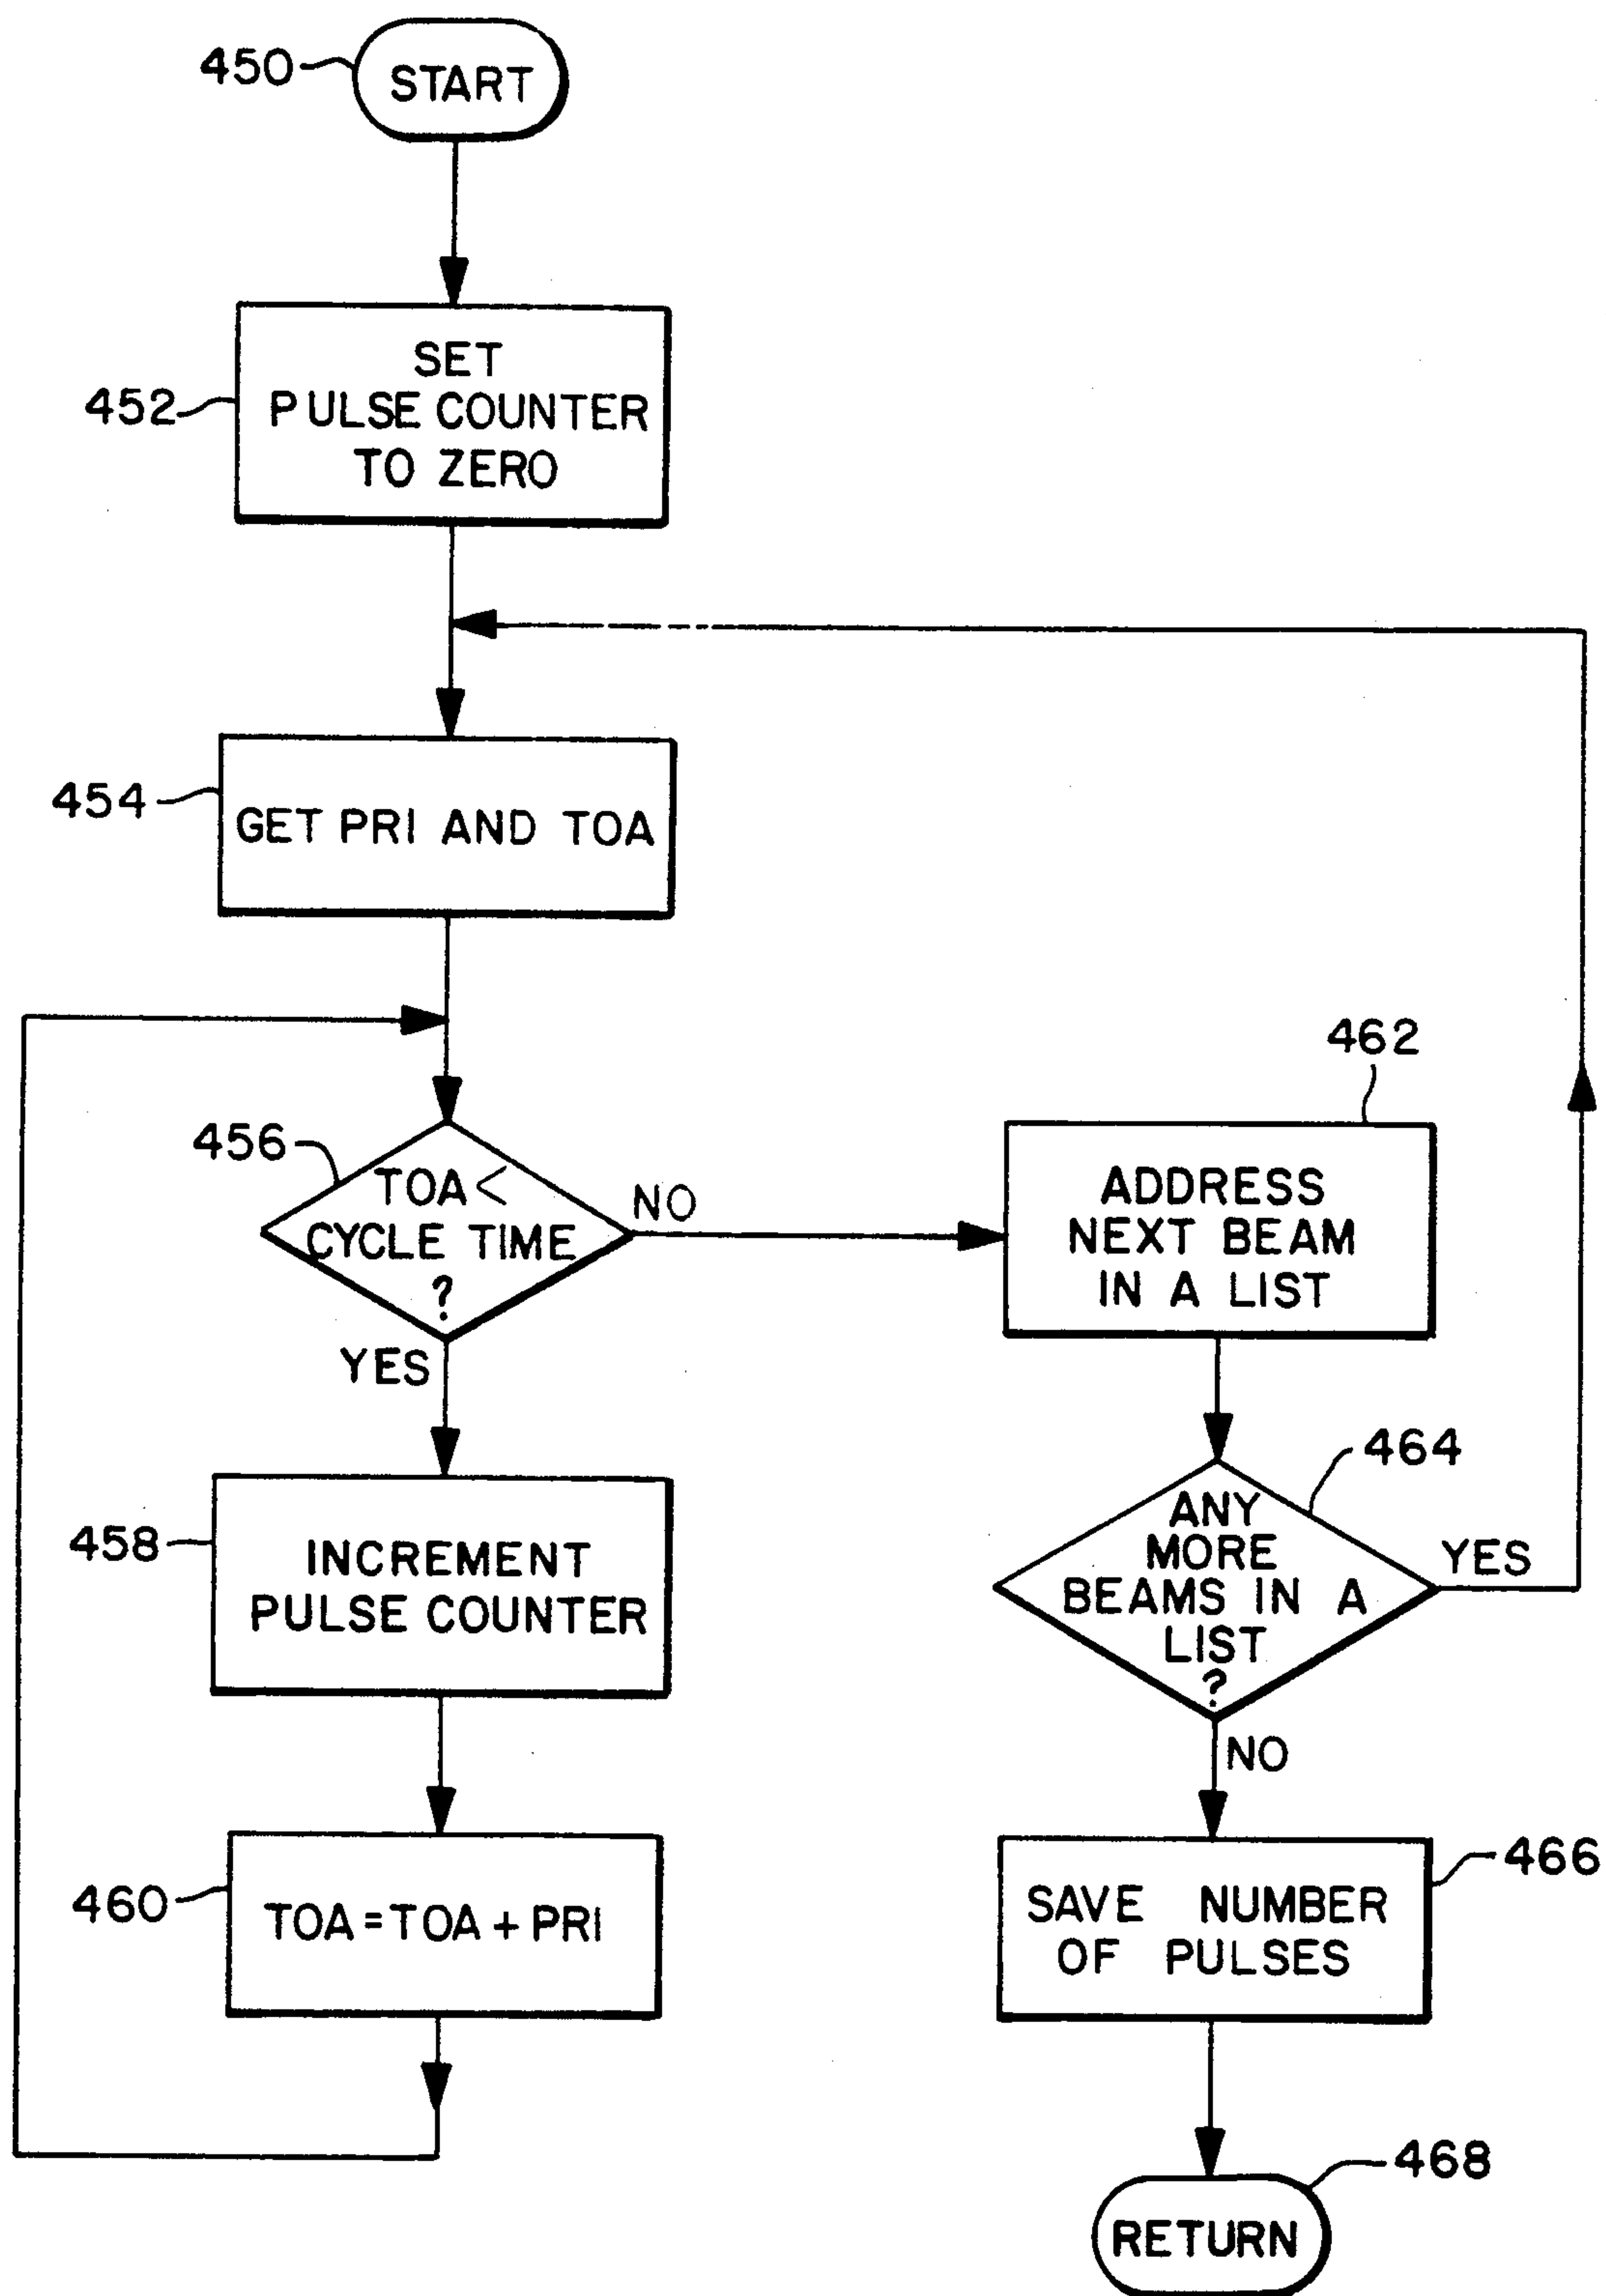 450
START
452
SET
PULSE COUNTER
TO ZERO
454
GET PRI AND TOA
456
TOA <
CYCLE TIME
?
NO
YES
458
INCREMENT
PULSE COUNTER
460
TOA = TOA + PRI
462
ADDRESS
NEXT BEAM
IN A LIST
464
ANY
MORE
BEAMS IN A
LIST
?
YES
NO
466
SAVE NUMBER
OF PULSES
468
RETURN